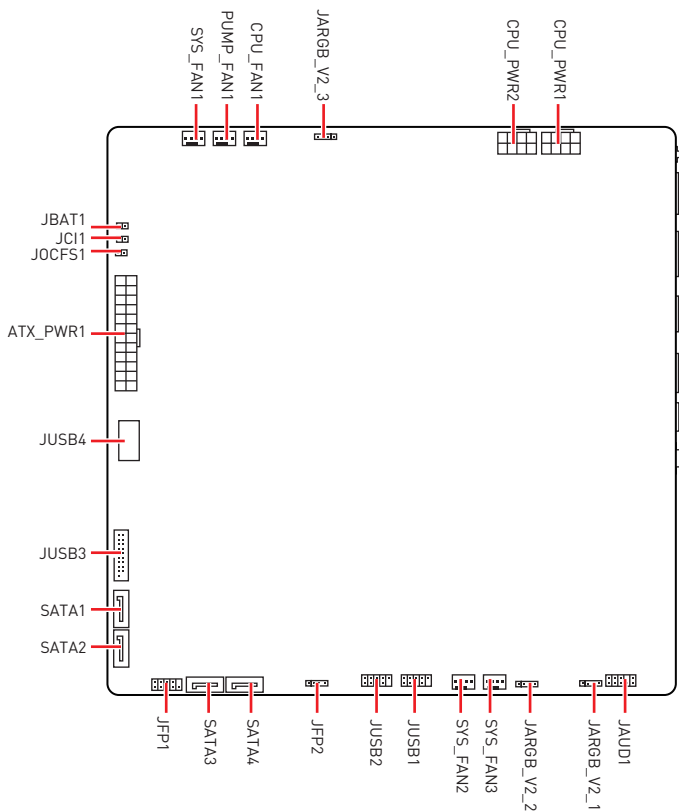 SYS_FAN1
PUMP_FAN1
CPU_FAN1
JARGB_V2_3
CPU_PWR2
CPU_PWR1
JBAT1
JCI1
JOCFS1
ATX_PWR1
JUSB4
JUSB3
SATA1
SATA2
JFP1
SATA3
SATA4
JFP2
JUSB2
JUSB1
SYS_FAN2
SYS_FAN3
JARGB_V2_2
JARGB_V2_1
JAUD1